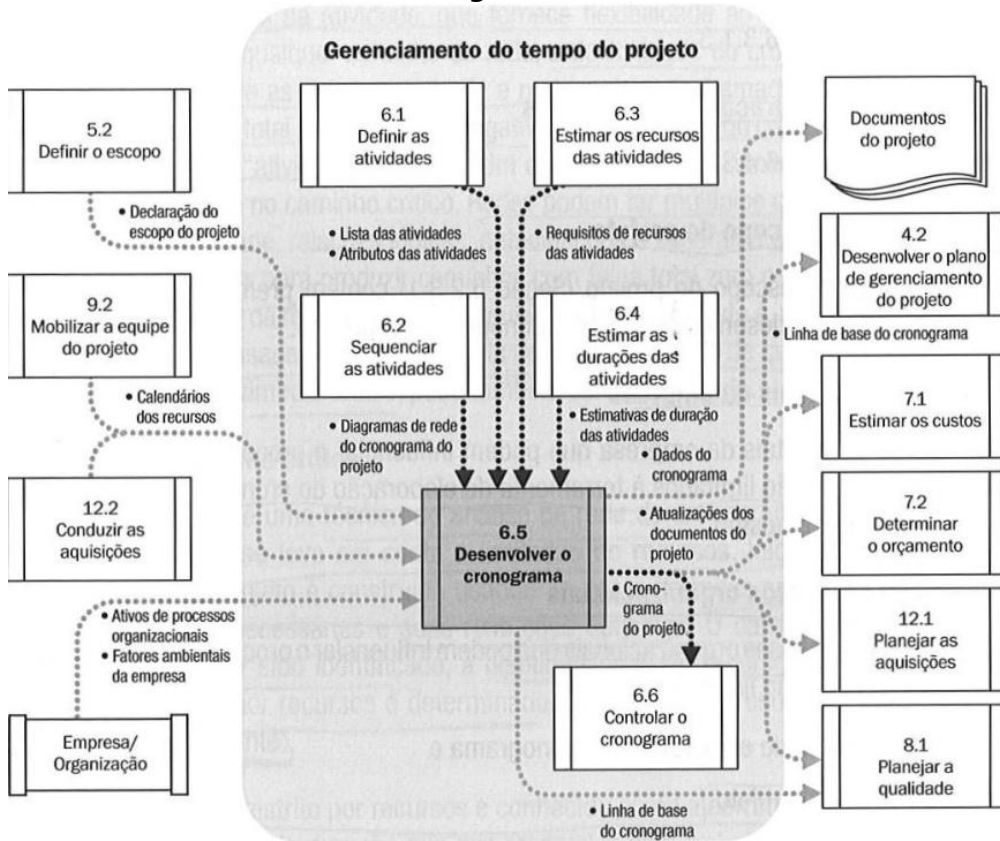 Gerenciamento do tempo do projeto
5.2
Definir o escopo
• Declaração do
escopo do projeto
9.2
Mobilizar a equipe
do projeto
• Calendários
dos recursos
12.2
Conduzir as
aquisições
• Ativos de processos
organizacionais
• Fatores ambientais
da empresa
Empresa/
Organização
6.1
Definir as
atividades
• Lista das atividades
• Atributos das atividades
6.3
Estimar os recursos
das atividades
• Requisitos de recursos
das atividades
6.2
Sequenciar
as atividades
• Diagramas de rede
do cronograma do
projeto
6.4
Estimar as
durações das
atividades
• Estimativas de duração
das atividades
• Dados do
cronograma
6.5
Desenvolver o
cronograma
• Atualizações dos
documentos do
projeto
• Crono-
grama
do projeto
6.6
Controlar o
cronograma
• Linha de base
do cronograma
Documentos
do projeto
4.2
Desenvolver o plano
de gerenciamento
do projeto
• Linha de base do cronograma
7.1
Estimar os custos
7.2
Determinar
o orçamento
12.1
Planejar as
aquisições
8.1
Planejar a
qualidade